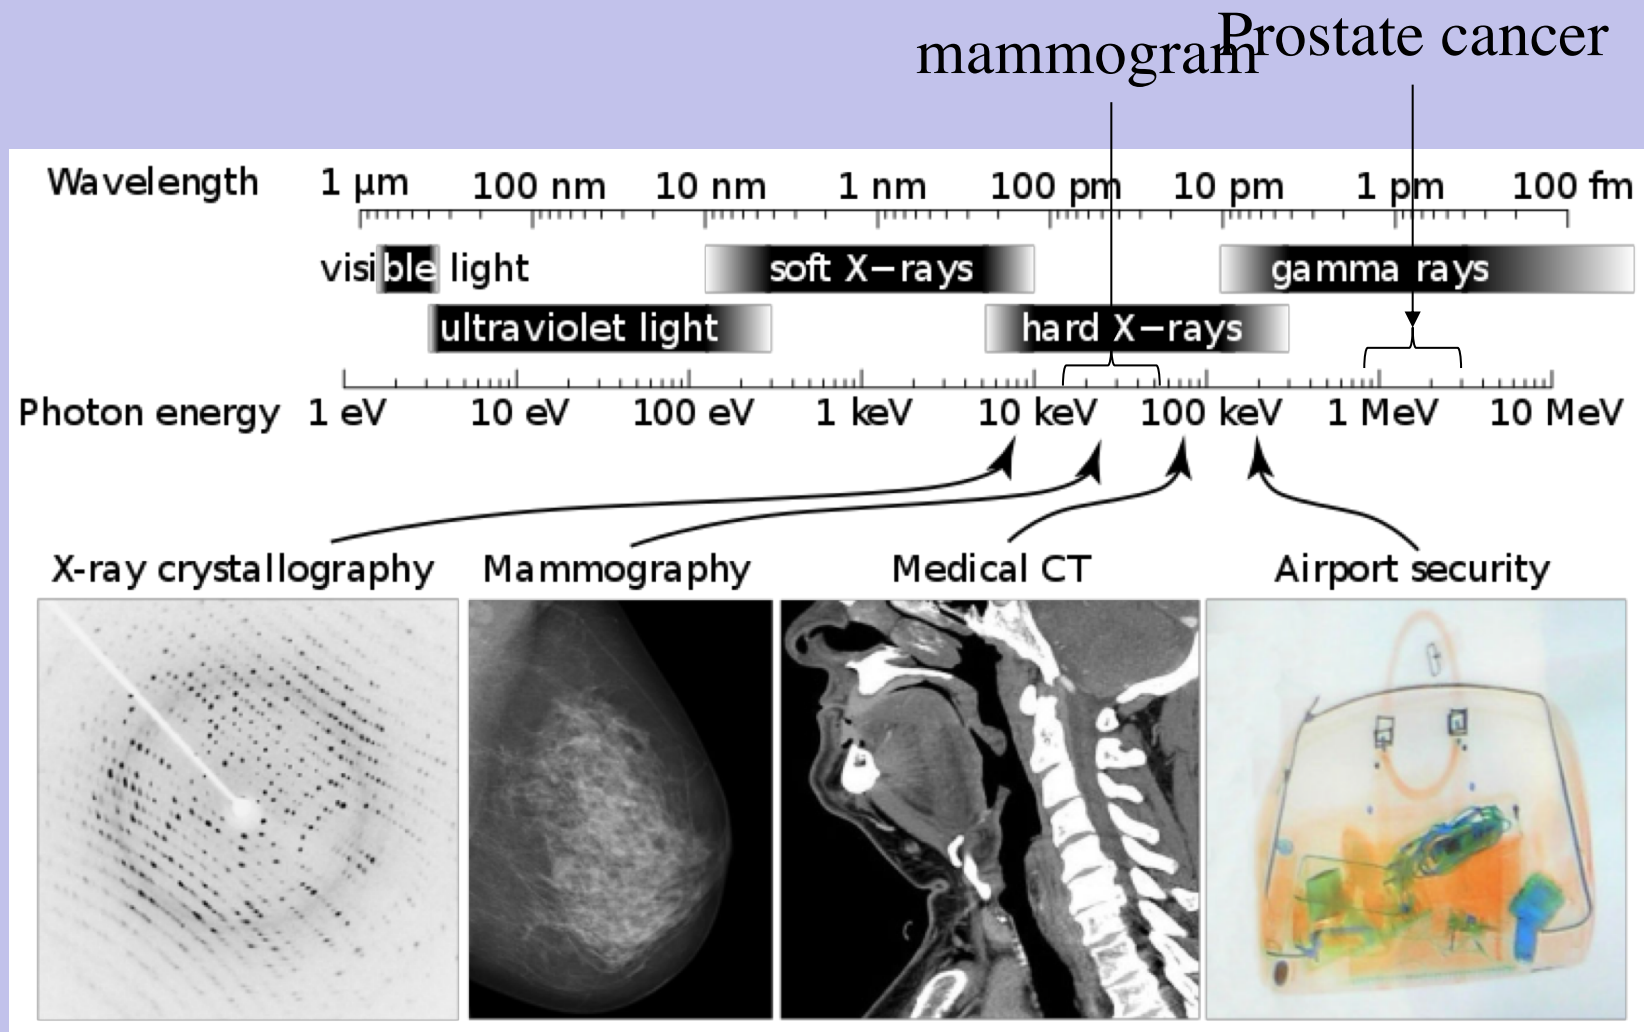 mammogram
Prostate cancer
Wavelength 1 μm 100 nm 10 nm 1 nm 100 pm 10 pm 1 pm 100 fm
visible light soft X−rays gamma rays
ultraviolet light hard X−rays
Photon energy 1 eV 10 eV 100 eV 1 keV 10 keV 100 keV 1 MeV 10 MeV
X-ray crystallography Mammography Medical CT Airport security